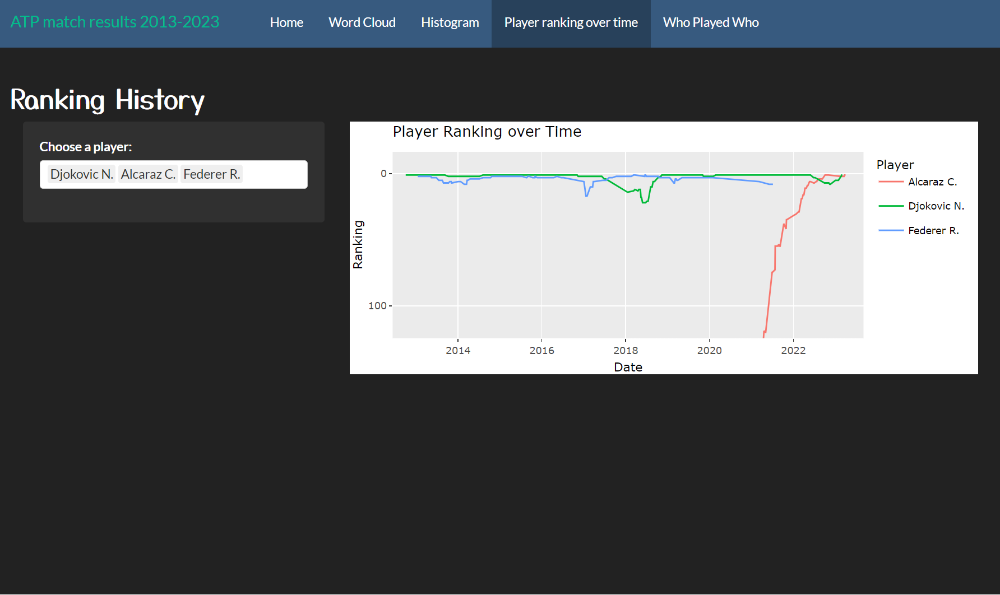 ATP match results 2013-2023 Home Word Cloud Histogram Player ranking over time Who Played Who
Ranking History
Choose a player:
Djokovic N. Alcaraz C. Federer R.
Player Ranking over Time
Ranking
0
100
2014 2016 2018 2020 2022
Date
Player
Alcaraz C.
Djokovic N.
Federer R.